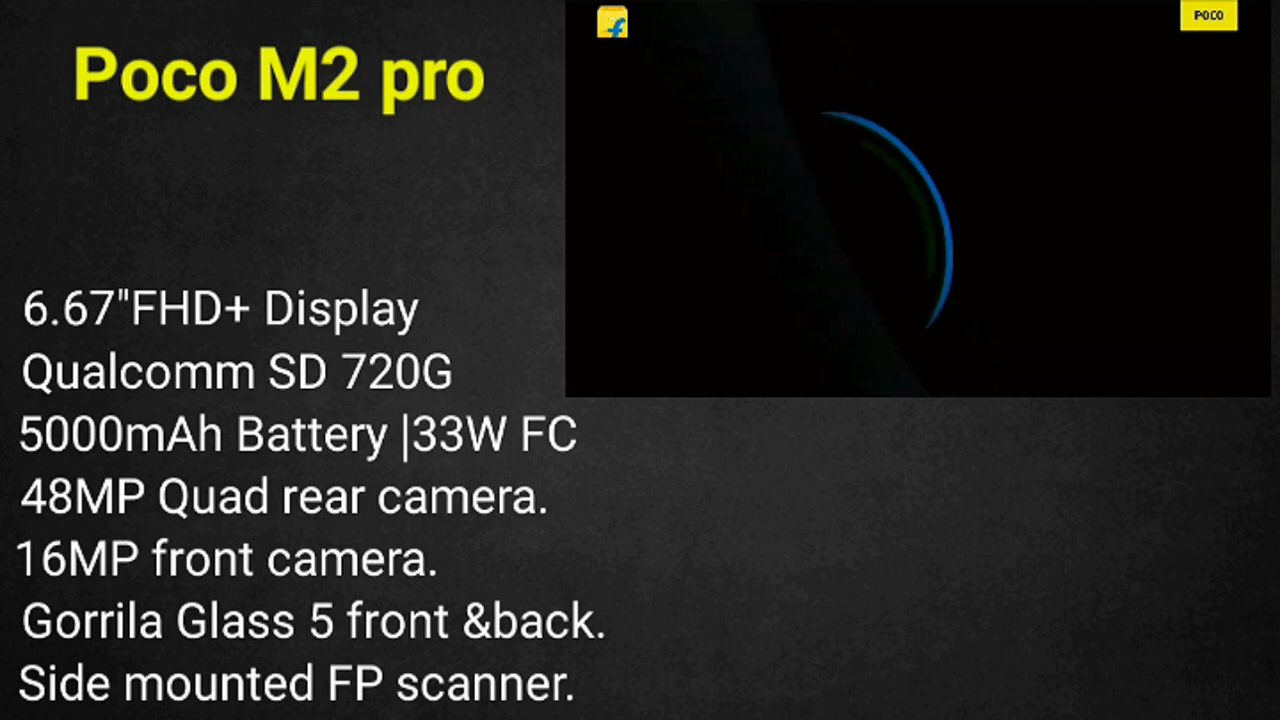 Poco M2 pro
POCO
6.67"FHD+ Display
Qualcomm SD 720G
5000mAh Battery |33W FC
48MP Quad rear camera.
16MP front camera.
Gorrila Glass 5 front &back.
Side mounted FP scanner.